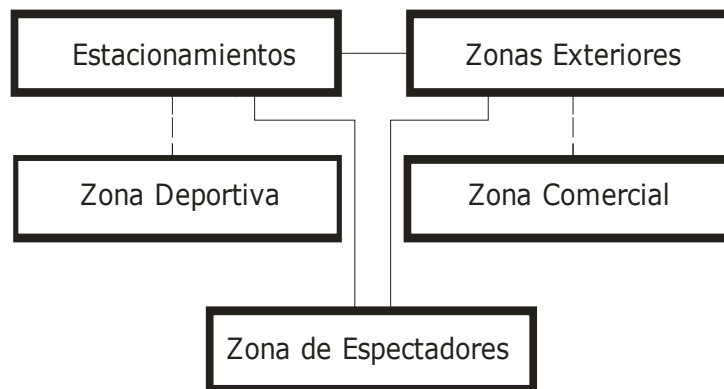 Estacionamientos
Zonas Exteriores
Zona Deportiva
Zona Comercial
Zona de Espectadores